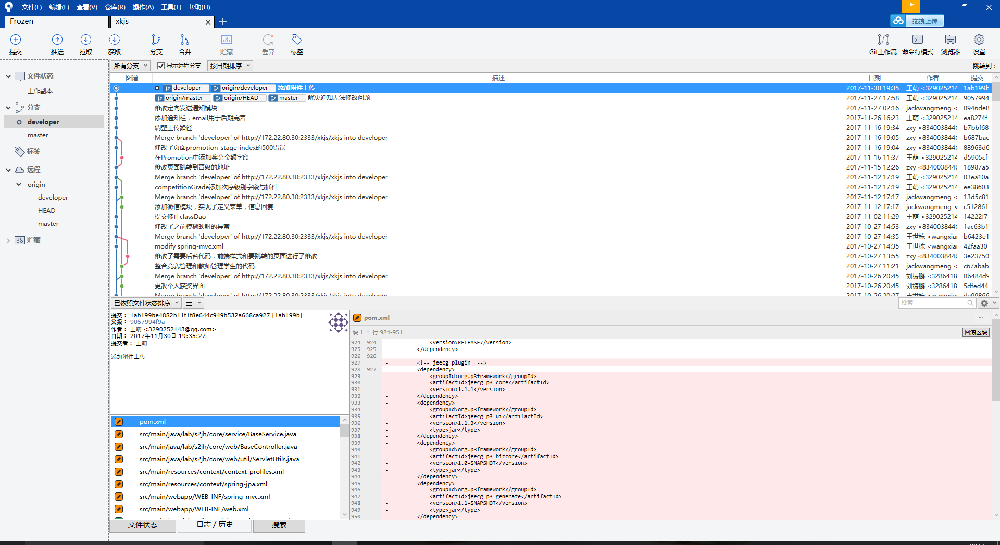 文件(F) 编辑(E) 查看(V) 仓库(R) 操作(A) 工具(T) 帮助(H)
Frozen xkjs
拖拽上传
提交 推送 拉取 获取 分支 合并 贮藏 丢弃 标签 Git工作流 命令行模式 浏览器 设置
所有分支 显示远程分支 按日期排序 跳转到：
文件状态
工作副本
分支
developer
master
标签
远程
origin
developer
HEAD
master
贮藏
图谱 描述 日期 作者 提交
developer origin/developer 添加附件上传 2017-11-30 19:35 王萌 <329025214 1ab199b
origin/master origin/HEAD master 解决通知无法修改问题 2017-11-27 17:58 王萌 <329025214 9057994
修改定向发送通知模块 2017-11-27 02:16 jackwangmeng < 0946de8
添加通知栏，email用于后期完善 2017-11-26 16:23 王萌 <329025214 ea8274f
调整上传路径 2017-11-16 19:34 zxy <834003844@ b7bbf68
Merge branch 'developer' of http://172.22.80.30:2333/xkjs/xkjs into developer 2017-11-16 19:05 zxy <834003844@ b687bae
修改了页面promotion-stage-index的500错误 2017-11-16 19:04 zxy <834003844@ 88963d6
在Promotion中添加奖金金额字段 2017-11-16 11:37 王萌 <329025214 d5905cf
修改页面跳转到晋级的地址 2017-11-15 12:26 zxy <834003844@ 18987a5
Merge branch 'developer' of http://172.22.80.30:2333/xkjs/xkjs into developer 2017-11-12 17:19 王萌 <329025214 03ea10a
competitionGrade添加次序级别字段与插件 2017-11-12 17:19 王萌 <329025214 ee38603
Merge branch 'developer' of http://172.22.80.30:2333/xkjs/xkjs into developer 2017-11-12 17:17 jackwangmeng < 13d5c81
添加微信模块，实现了定义菜单，信息回复 2017-11-12 17:17 jackwangmeng < c512861
提交修正classDao 2017-11-02 11:29 王萌 <329025214 14222f7
修改了之前模糊映射的异常 2017-10-27 14:53 zxy <834003844@ 1ac63b1
Merge branch 'developer' of http://172.22.80.30:2333/xkjs/xkjs into developer 2017-10-27 14:35 王世栋 <wangxiar b6423e1
modify spring-mvc.xml 2017-10-27 14:35 王世栋 <wangxiar 42faa30
修改了需要后台代码，前端样式和要跳转的页面进行了修改 2017-10-27 13:55 zxy <834003844@ 3e23750
整合竞赛管理和教师管理学生的代码 2017-10-27 11:21 jackwangmeng < c67abab
Merge branch 'developer' of http://172.22.80.30:2333/xkjs/xkjs into developer 2017-10-26 20:45 刘振鹏 <3286418 0b484d9
更改个人获奖界面 2017-10-26 20:45 刘振鹏 <3286418 5dfed44
Merge branch 'developer' of http://172.22.80.30:2333/xkjs/xkjs into developer 2017-10-26 20:27 王世栋 <wangxiar da99866
已依照文件状态排序 搜索
提交： 1ab199be4882b11f1f8e644c949b532a668ca927 [1ab199b]
父级： 9057994f9a
作者： 王萌 <3290252143@qq.com>
日期： 2017年11月30日 19:35:27
提交者： 王萌
添加附件上传
pom.xml
src/main/java/lab/s2jh/core/service/BaseService.java
src/main/java/lab/s2jh/core/web/BaseController.java
src/main/java/lab/s2jh/core/web/util/ServletUtils.java
src/main/resources/context/context-profiles.xml
src/main/resources/context/spring-jpa.xml
src/main/webapp/WEB-INF/spring-mvc.xml
src/main/webapp/WEB-INF/web.xml
pom.xml ...
块 1 ： 行 924-951 回滚区块
924 924 <version>RELEASE</version>
925 925 </dependency>
926 926
927 - <!-- jeecg plugin -->
928 927 <dependency>
929 - <groupId>org.p3framework</groupId>
930 - <artifactId>jeecg-p3-core</artifactId>
931 - <version>1.1.1</version>
932 - </dependency>
933 - <dependency>
934 - <groupId>org.p3framework</groupId>
935 - <artifactId>jeecg-p3-ui</artifactId>
936 - <version>1.1.3</version>
937 - <type>jar</type>
938 - </dependency>
939 - <dependency>
940 - <groupId>org.p3framework</groupId>
941 - <artifactId>jeecg-p3-bizcore</artifactId>
942 - <version>1.0-SNAPSHOT</version>
943 - <type>jar</type>
944 - </dependency>
945 - <dependency>
946 - <groupId>org.p3framework</groupId>
947 - <artifactId>jeecg-p3-generate</artifactId>
948 - <version>1.1-SNAPSHOT</version>
949 - <type>jar</type>
950 - </dependency>
文件状态 日志 / 历史 搜索